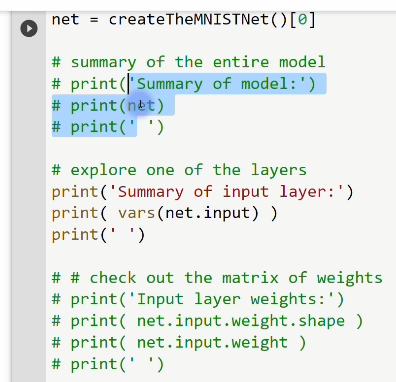 net = createTheMNISTNet()[0]
# summary of the entire model
# print('Summary of model:')
# print(net)
# print(' ')
# explore one of the layers
print('Summary of input layer:')
print( vars(net.input) )
print(' ')
# # check out the matrix of weights
# print('Input layer weights:')
# print( net.input.weight.shape )
# print( net.input.weight )
# print(' ')